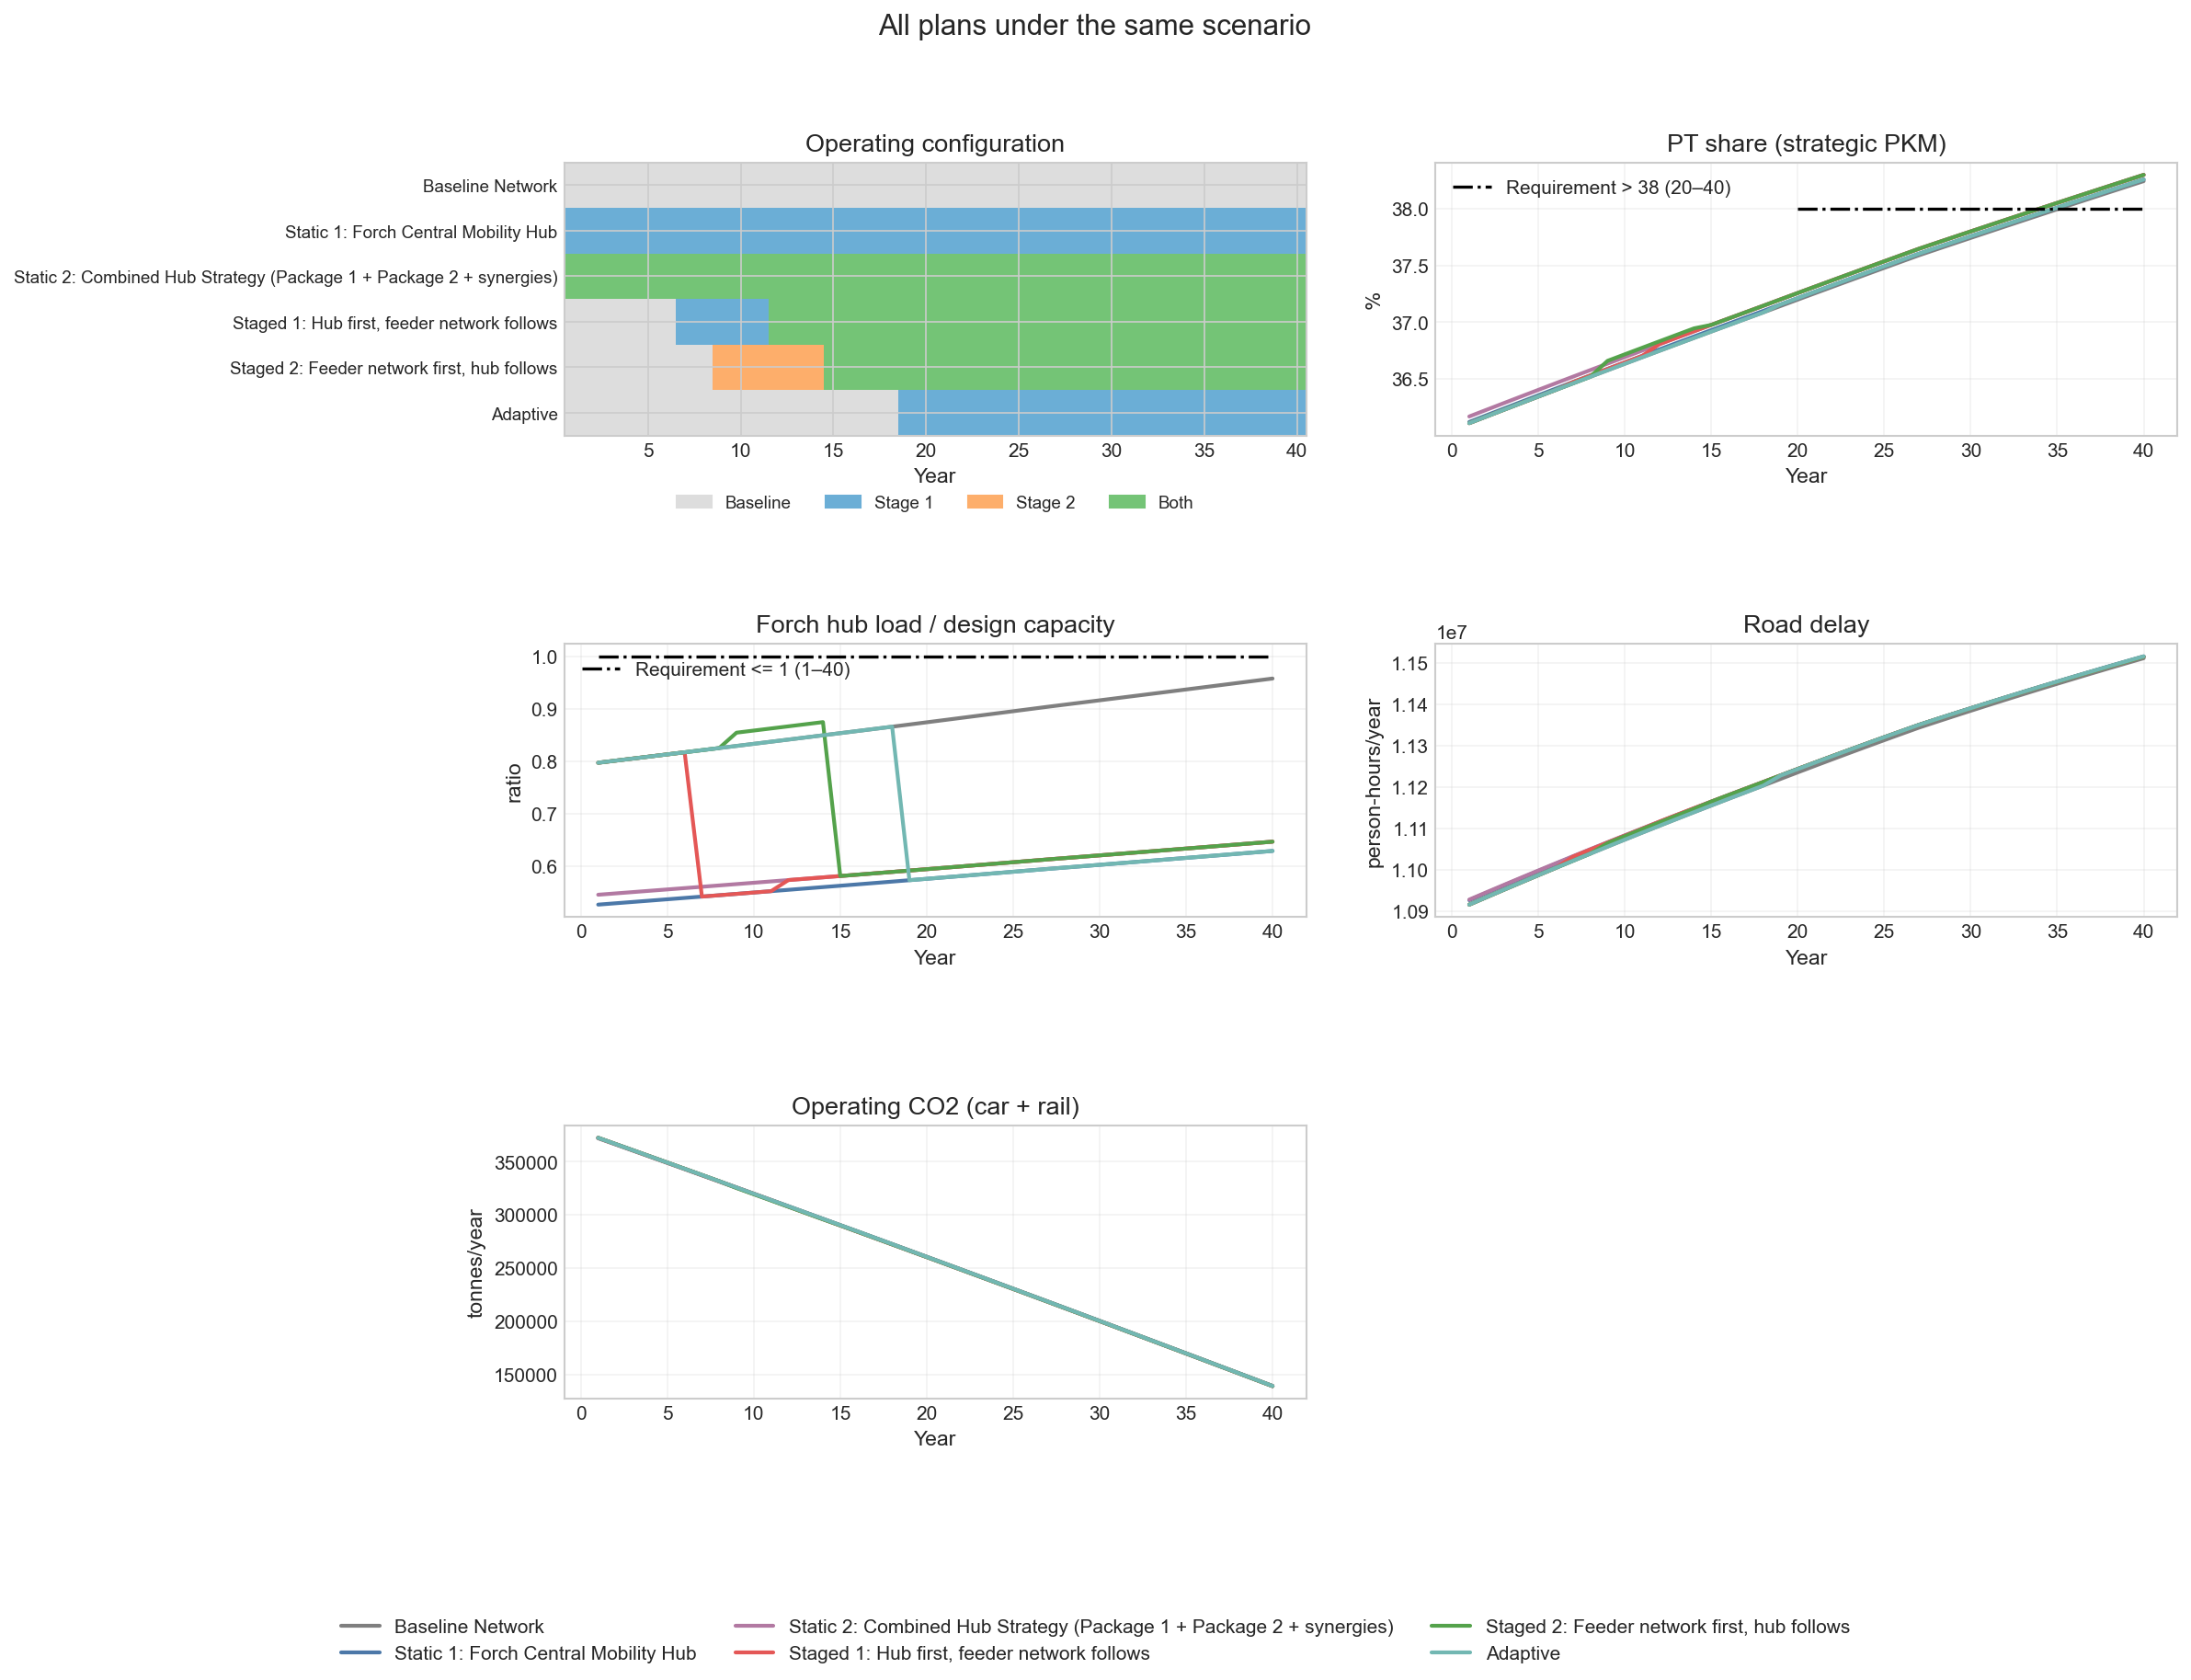 All plans under the same scenario
Operating configuration
Baseline Network
Static 1: Forch Central Mobility Hub
Static 2: Combined Hub Strategy (Package 1 + Package 2 + synergies)
Staged 1: Hub first, feeder network follows
Staged 2: Feeder network first, hub follows
Adaptive
5 10 15 20 25 30 35 40
Year
Baseline Stage 1 Stage 2 Both
PT share (strategic PKM)
Requirement > 38 (20–40)
%
38.0
37.5
37.0
36.5
0 5 10 15 20 25 30 35 40
Year
Forch hub load / design capacity
Requirement <= 1 (1–40)
ratio
1.0
0.9
0.8
0.7
0.6
0 5 10 15 20 25 30 35 40
Year
Road delay
1e7
person-hours/year
1.15
1.14
1.13
1.12
1.11
1.10
1.09
0 5 10 15 20 25 30 35 40
Year
Operating CO2 (car + rail)
tonnes/year
350000
300000
250000
200000
150000
0 5 10 15 20 25 30 35 40
Year
Baseline Network
Static 1: Forch Central Mobility Hub
Static 2: Combined Hub Strategy (Package 1 + Package 2 + synergies)
Staged 1: Hub first, feeder network follows
Staged 2: Feeder network first, hub follows
Adaptive